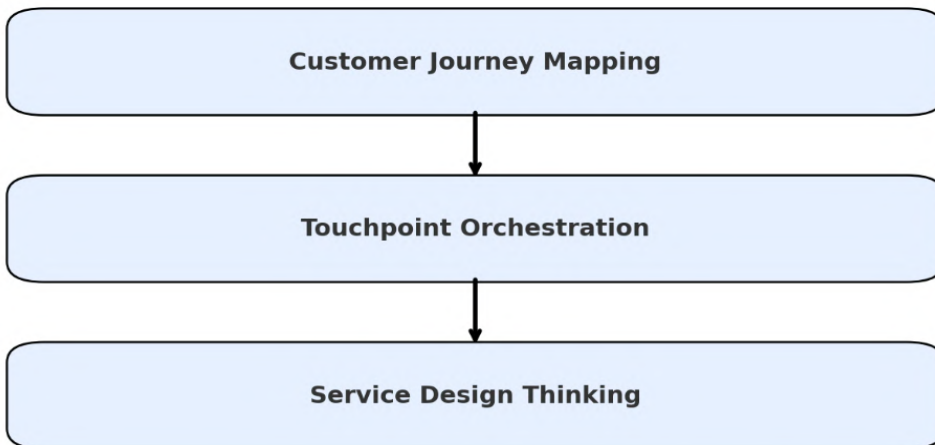 Customer Journey Mapping
Touchpoint Orchestration
Service Design Thinking